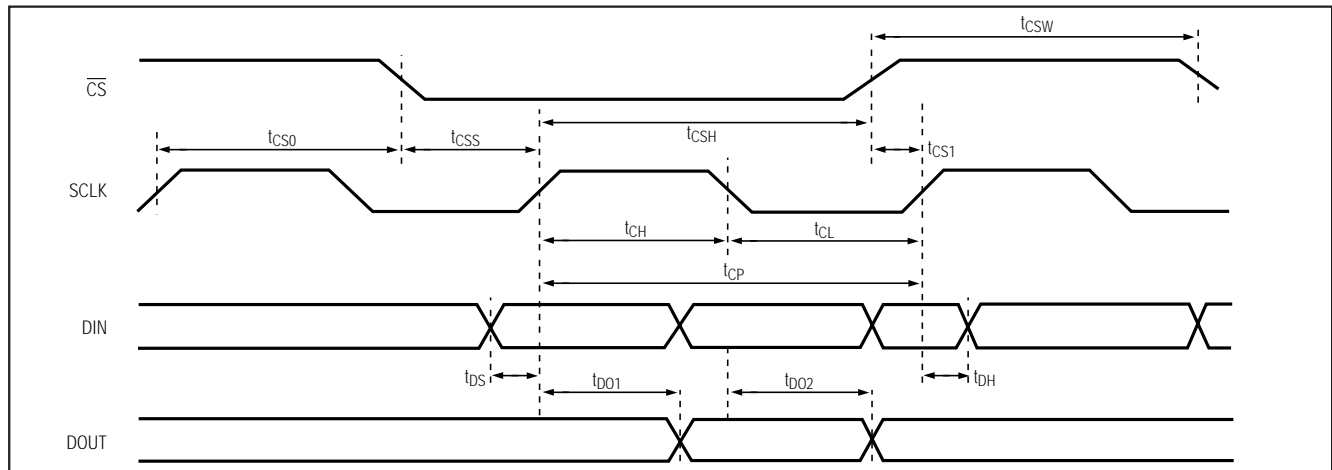 tCSW
CS
tCS0
tCSS
tCSH
tCS1
SCLK
tCH
tCL
tCP
DIN
tDS
tDO1
tDO2
tDH
DOUT